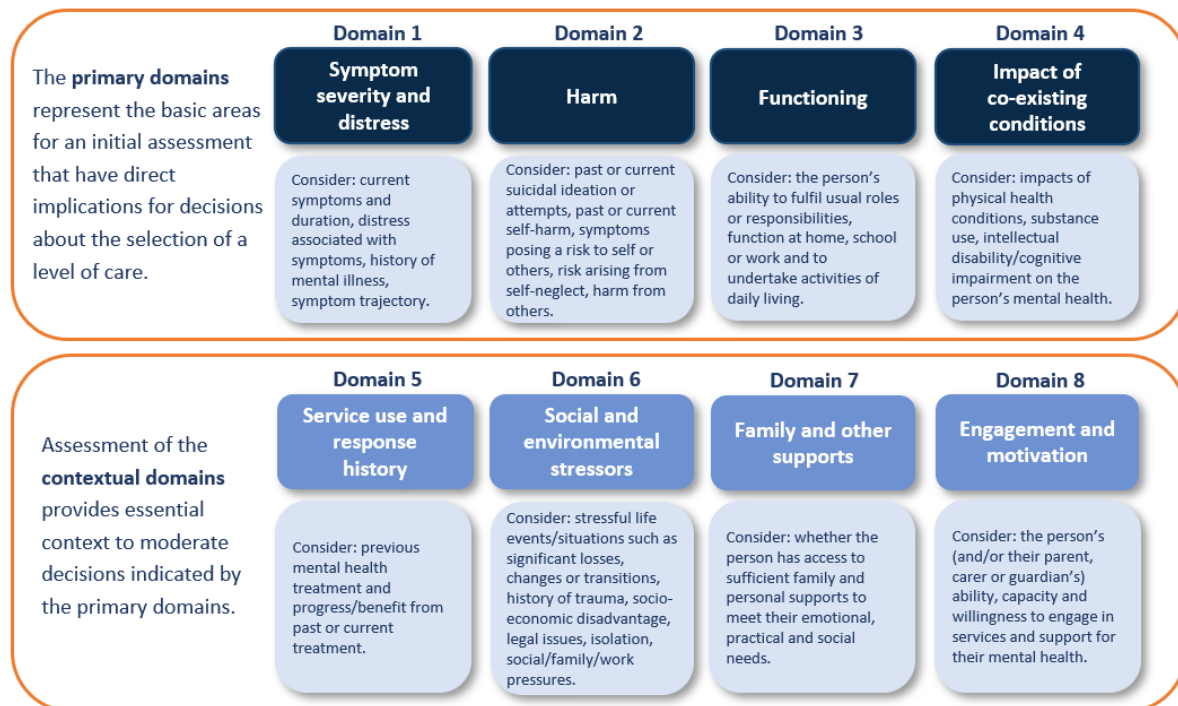 The primary domains
represent the basic areas
for an initial assessment
that have direct
implications for decisions
about the selection of a
level of care.
Domain 1
Symptom
severity and
distress
Consider: current
symptoms and
duration, distress
associated with
symptoms, history of
mental illness,
symptom trajectory.
Domain 2
Harm
Consider: past or current
suicidal ideation or
attempts, past or current
self-harm, symptoms
posing a risk to self or
others, risk arising from
self-neglect, harm from
others.
Domain 3
Functioning
Consider: the person's
ability to fulfil usual roles
or responsibilities,
function at home, school
or work and to
undertake activities of
daily living.
Domain 4
Impact of
co-existing
conditions
Consider: impacts of
physical health
conditions, substance
use, intellectual
disability/cognitive
impairment on the
person's mental health.
Assessment of the
contextual domains
provides essential
context to moderate
decisions indicated by
the primary domains.
Domain 5
Service use and
response
history
Consider: previous
mental health
treatment and
progress/benefit from
past or current
treatment.
Domain 6
Social and
environmental
stressors
Consider: stressful life
events/situations such as
significant losses,
changes or transitions,
history of trauma, socio-
economic disadvantage,
legal issues, isolation,
social/family/work
pressures.
Domain 7
Family and other
supports
Consider: whether the
person has access to
sufficient family and
personal supports to
meet their emotional,
practical and social
needs.
Domain 8
Engagement and
motivation
Consider: the person's
(and/or their parent,
carer or guardian's)
ability, capacity and
willingness to engage in
services and support for
their mental health.